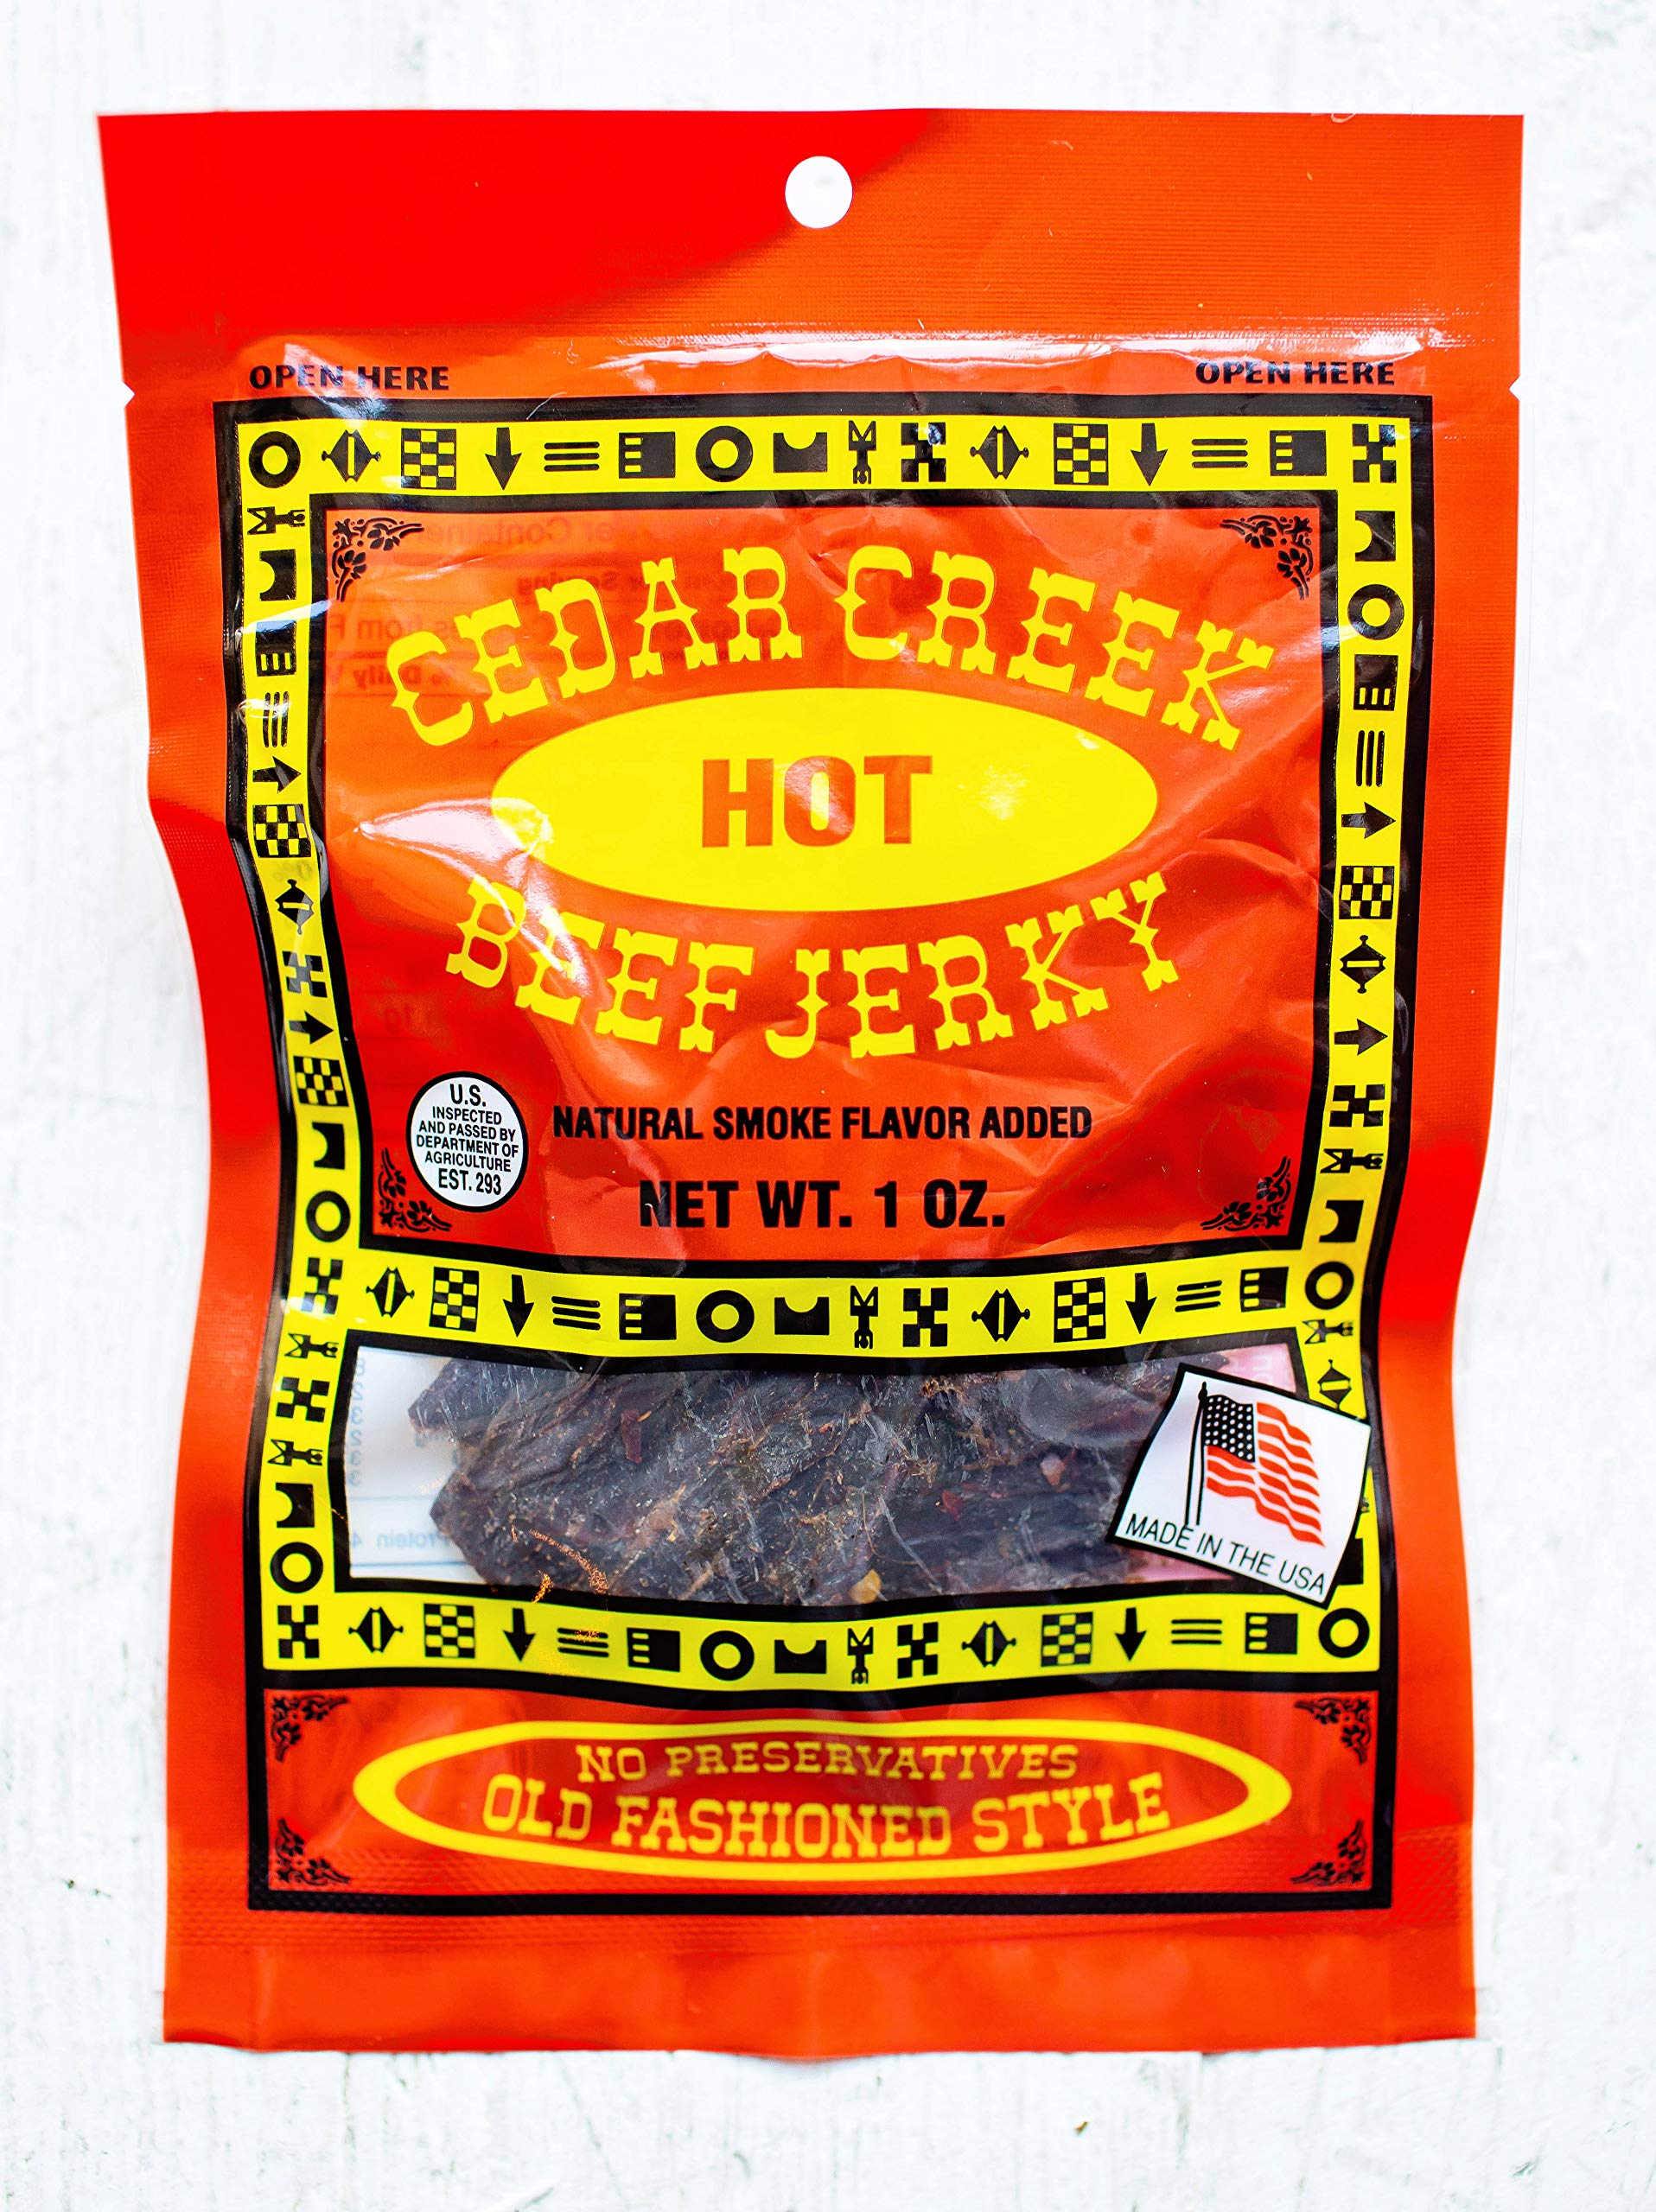 OPEN HERE
OPEN HERE
CEDAR CREEK
HOT
BEEF JERKY
U.S.
INSPECTED
AND PASSED BY
DEPARTMENT OF
AGRICULTURE
EST. 293
NATURAL SMOKE FLAVOR ADDED
NET WT. 1 OZ.
MADE IN THE USA
NO PRESERVATIVES
OLD FASHIONED STYLE